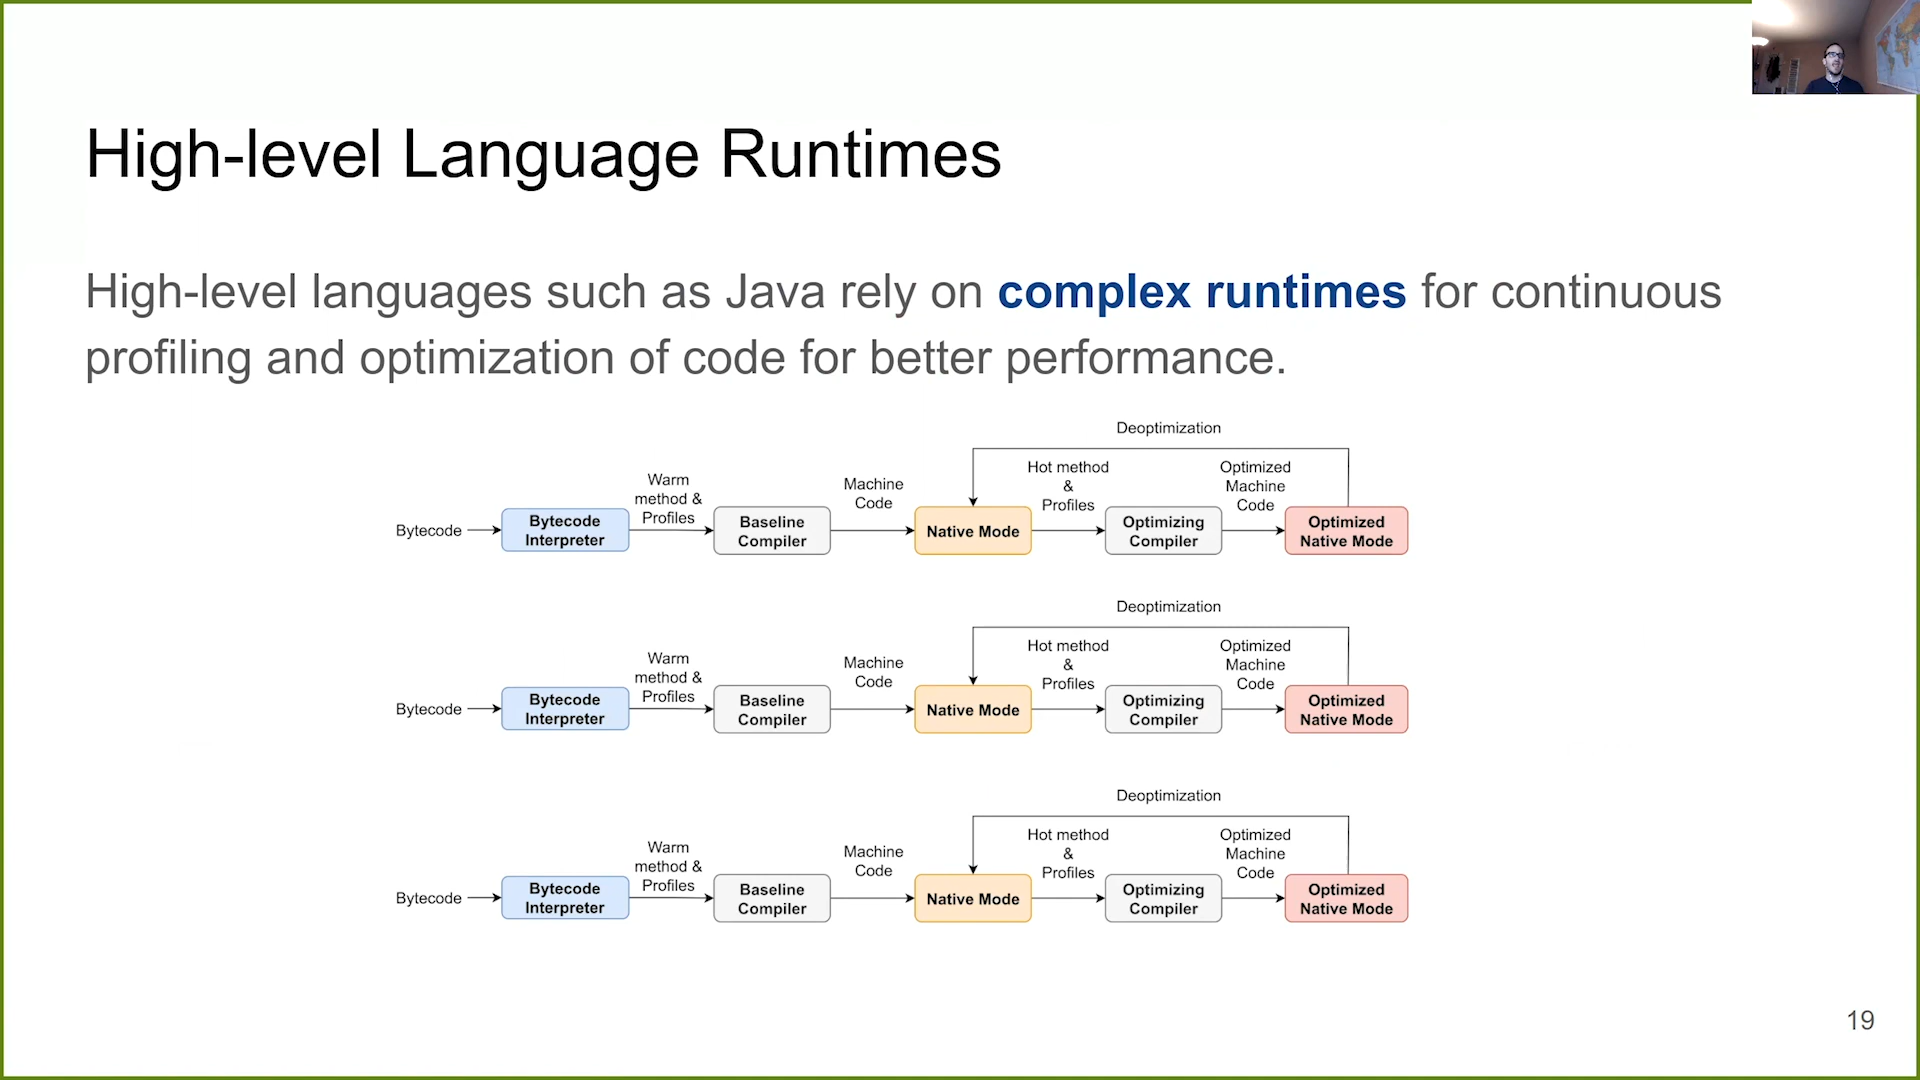 High-level Language Runtimes
High-level languages such as Java rely on complex runtimes for continuous
profiling and optimization of code for better performance.
Deoptimization
Bytecode
Bytecode
Interpreter
Warm
method &
Profiles
Baseline
Compiler
Machine
Code
Native Mode
Hot method
&
Profiles
Optimizing
Compiler
Optimized
Machine
Code
Optimized
Native Mode
Deoptimization
Bytecode
Bytecode
Interpreter
Warm
method &
Profiles
Baseline
Compiler
Machine
Code
Native Mode
Hot method
&
Profiles
Optimizing
Compiler
Optimized
Machine
Code
Optimized
Native Mode
Deoptimization
Bytecode
Bytecode
Interpreter
Warm
method &
Profiles
Baseline
Compiler
Machine
Code
Native Mode
Hot method
&
Profiles
Optimizing
Compiler
Optimized
Machine
Code
Optimized
Native Mode
19